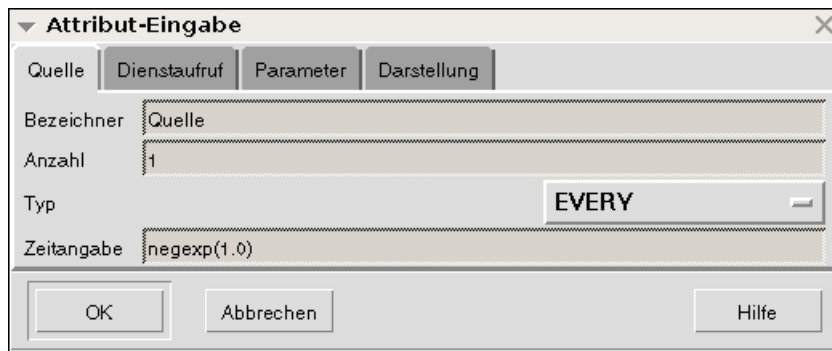 Attribut-Eingabe
Quelle Dienstaufruf Parameter Darstellung
Bezeichner Quelle
Anzahl 1
Typ EVERY
Zeitangabe negexp(1.0)
OK Abbrechen Hilfe